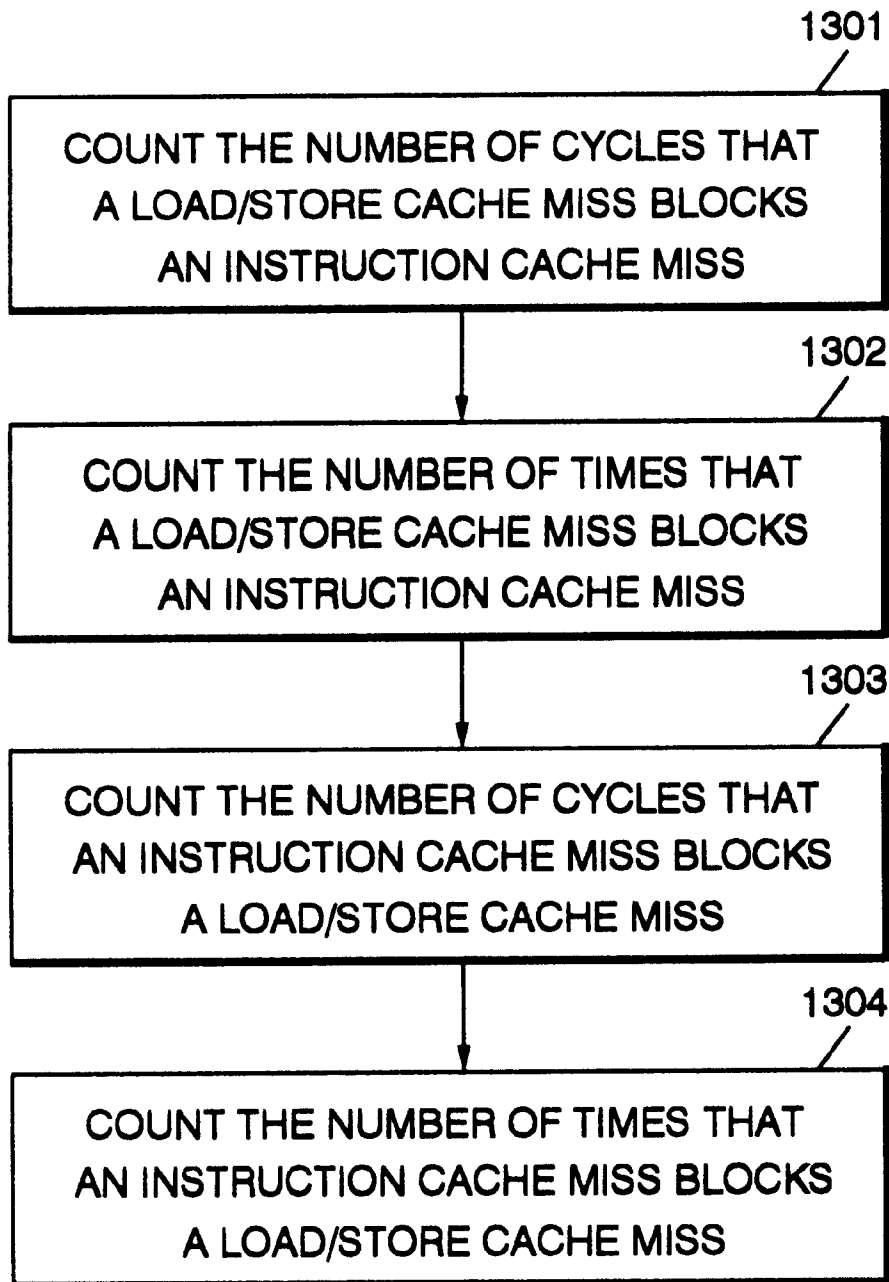 1301
COUNT THE NUMBER OF CYCLES THAT
A LOAD/STORE CACHE MISS BLOCKS
AN INSTRUCTION CACHE MISS
1302
COUNT THE NUMBER OF TIMES THAT
A LOAD/STORE CACHE MISS BLOCKS
AN INSTRUCTION CACHE MISS
1303
COUNT THE NUMBER OF CYCLES THAT
AN INSTRUCTION CACHE MISS BLOCKS
A LOAD/STORE CACHE MISS
1304
COUNT THE NUMBER OF TIMES THAT
AN INSTRUCTION CACHE MISS BLOCKS
A LOAD/STORE CACHE MISS